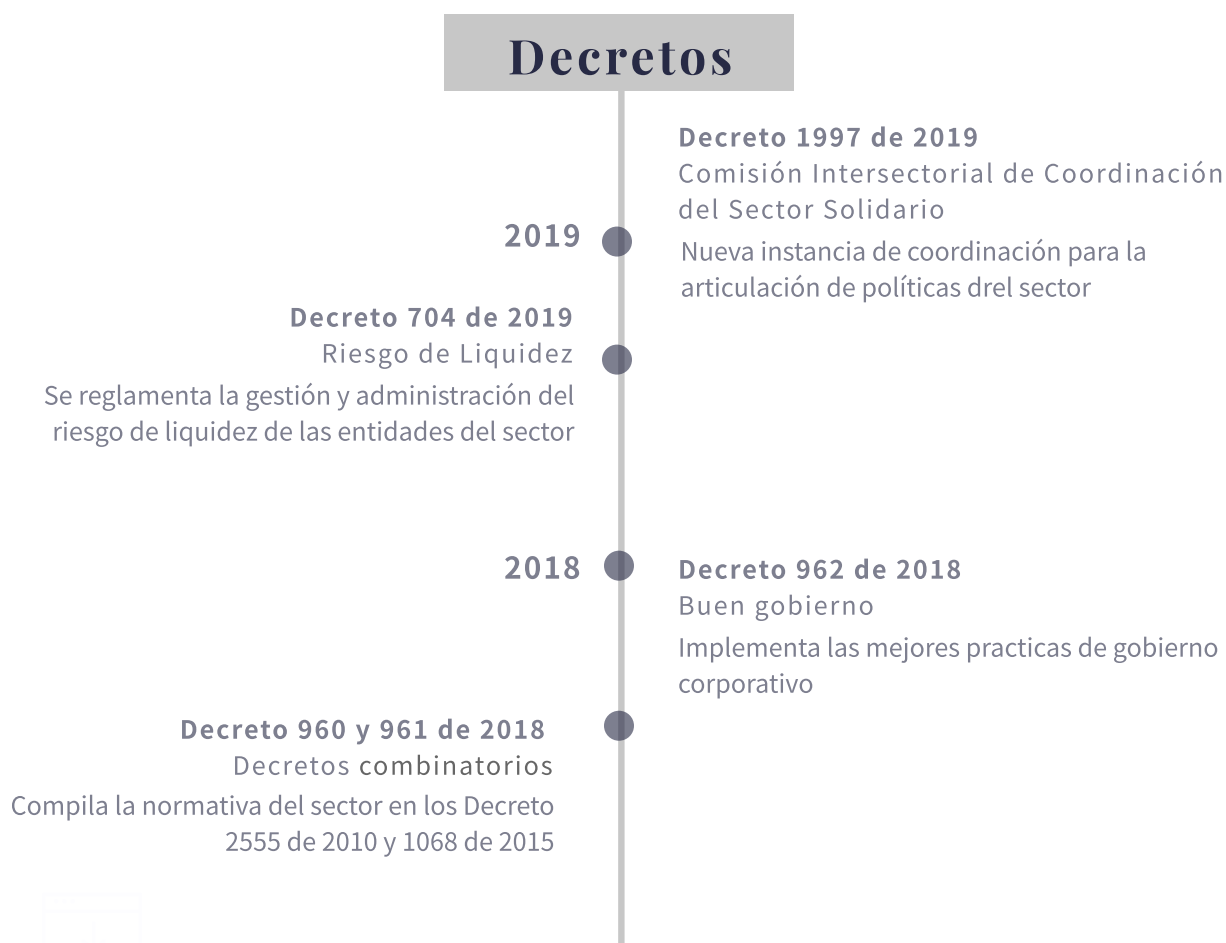 Decretos
Decreto 1997 de 2019
Comisión Intersectorial de Coordinación
del Sector Solidario
2019
Nueva instancia de coordinación para la
articulación de políticas drel sector
Decreto 704 de 2019
Riesgo de Liquidez
Se reglamenta la gestión y administración del
riesgo de liquidez de las entidades del sector
2018
Decreto 962 de 2018
Buen gobierno
Implementa las mejores practicas de gobierno
corporativo
Decreto 960 y 961 de 2018
Decretos combinatorios
Compila la normativa del sector en los Decreto
2555 de 2010 y 1068 de 2015